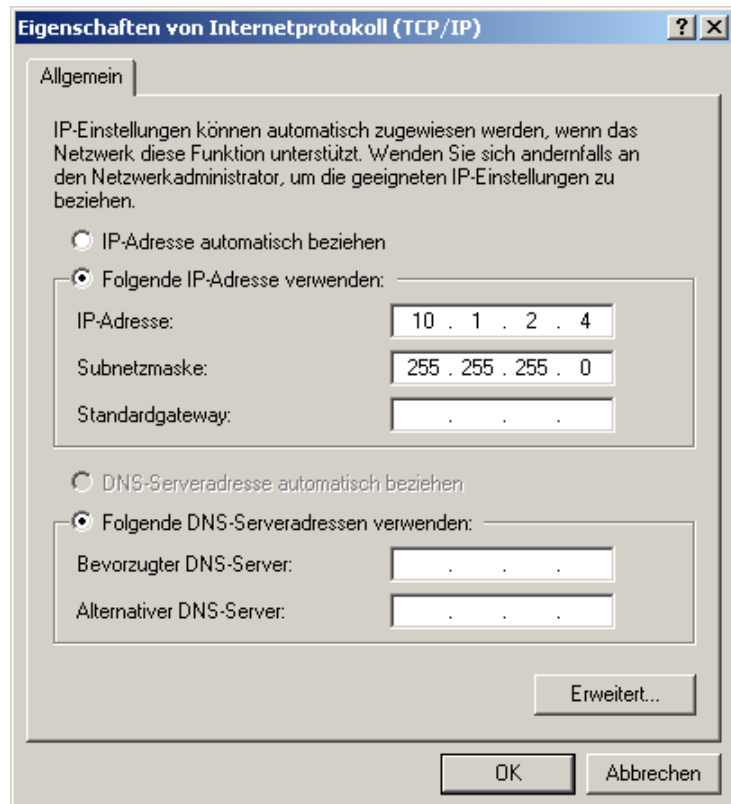 Eigenschaften von Internetprotokoll (TCP/IP)
Allgemein
IP-Einstellungen können automatisch zugewiesen werden, wenn das
Netzwerk diese Funktion unterstützt. Wenden Sie sich andernfalls an
den Netzwerkadministrator, um die geeigneten IP-Einstellungen zu
beziehen.
IP-Adresse automatisch beziehen
Folgende IP-Adresse verwenden:
IP-Adresse: 10 . 1 . 2 . 4
Subnetzmaske: 255 . 255 . 255 . 0
Standardgateway: . . .
DNS-Serveradresse automatisch beziehen
Folgende DNS-Serveradressen verwenden:
Bevorzugter DNS-Server: . . .
Alternativer DNS-Server: . . .
Erweitert...
OK Abbrechen